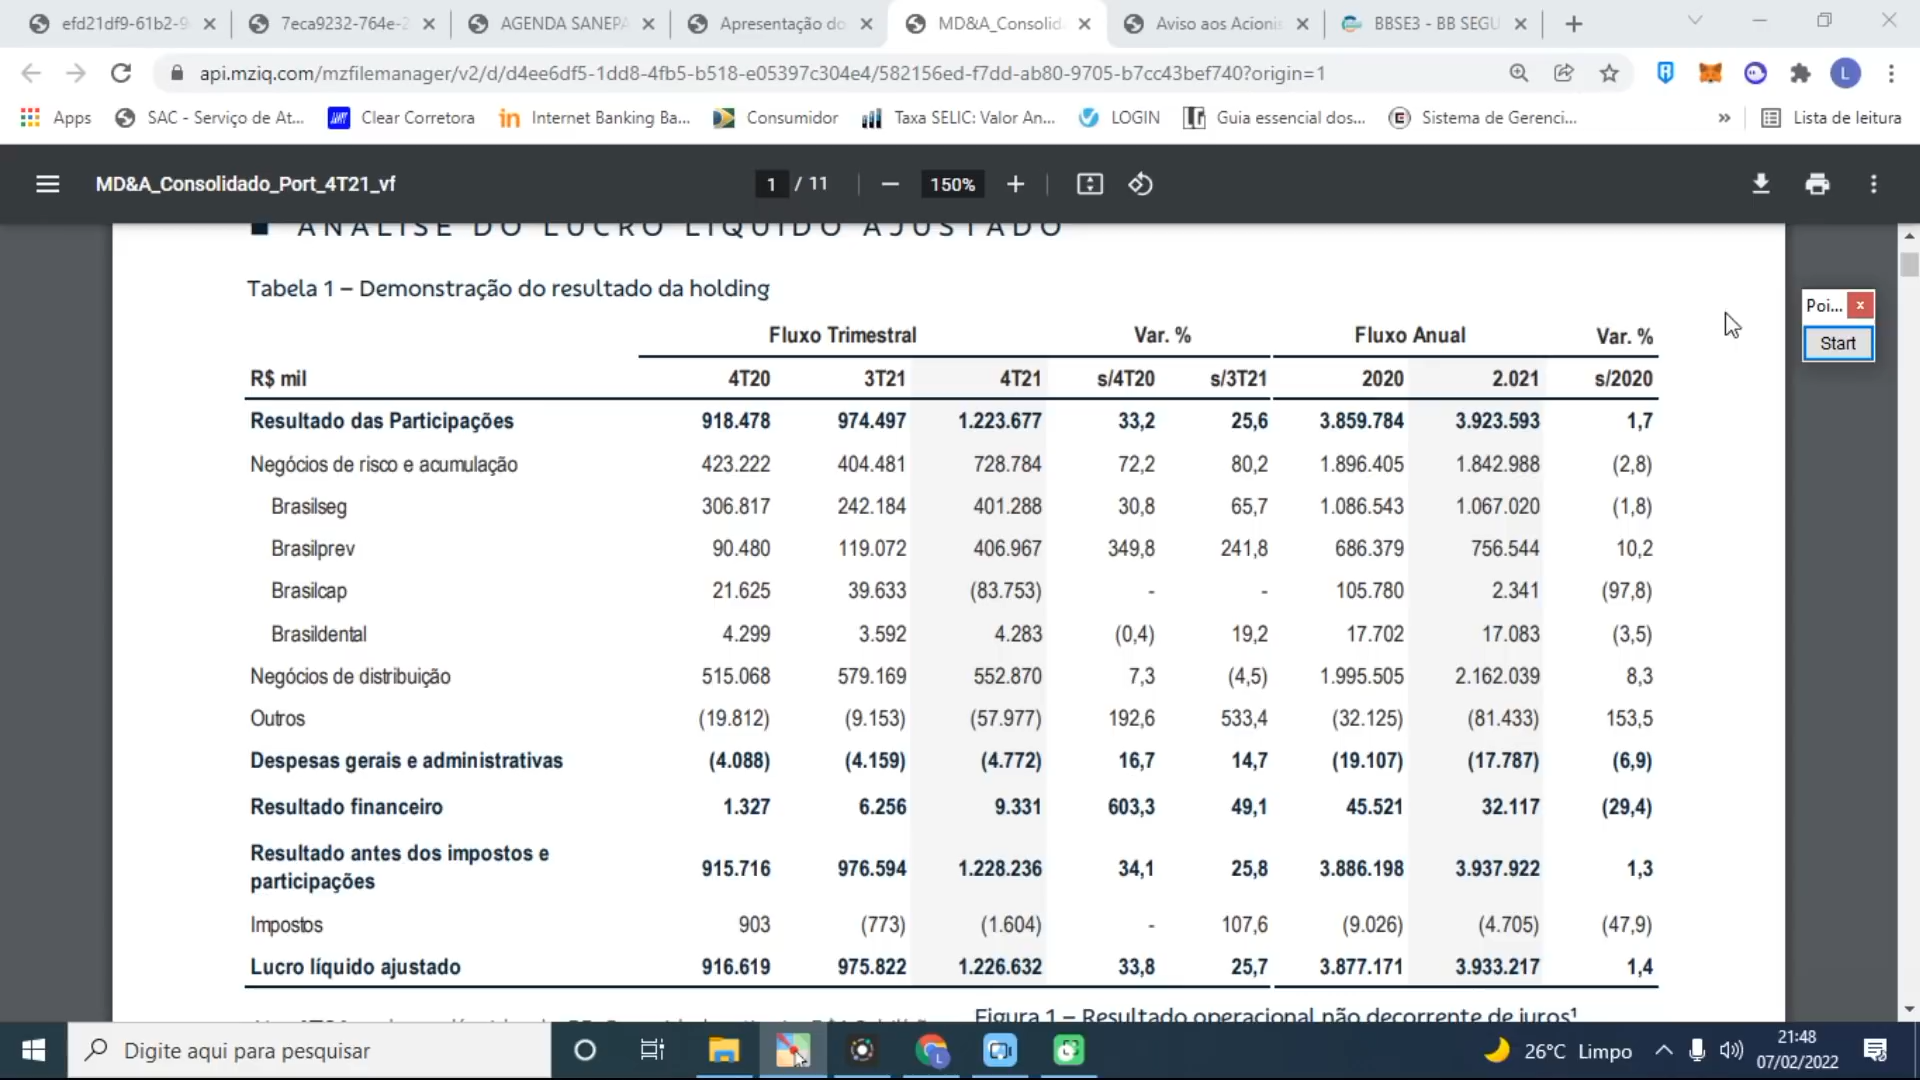 efd21df9-61b2-9
7eca9232-764e-2
AGENDA SANEPA
Apresentação do
MD&A_Consolid
Aviso aos Acionis
BBSE3 - BB SEGU
api.mziq.com/mzfilemanager/v2/d/d4ee6df5-1dd8-4fb5-b518-e05397c304e4/582156ed-f7dd-ab80-9705-b7cc43bef740?origin=1
L
Apps
SAC - Serviço de At...
Clear Corretora
Internet Banking Ba...
Consumidor
Taxa SELIC: Valor An...
LOGIN
Guia essencial dos...
Sistema de Gerenci...
»
Lista de leitura
MD&A_Consolidado_Port_4T21_vf
1 / 11
150%
ANÁLISE DO LUCRO LÍQUIDO AJUSTADO
Tabela 1 – Demonstração do resultado da holding
Fluxo Trimestral Var. % Fluxo Anual Var. %
R$ mil 4T20 3T21 4T21 s/4T20 s/3T21 2020 2.021 s/2020
Resultado das Participações 918.478 974.497 1.223.677 33,2 25,6 3.859.784 3.923.593 1,7
Negócios de risco e acumulação 423.222 404.481 728.784 72,2 80,2 1.896.405 1.842.988 (2,8)
Brasilseg 306.817 242.184 401.288 30,8 65,7 1.086.543 1.067.020 (1,8)
Brasilprev 90.480 119.072 406.967 349,8 241,8 686.379 756.544 10,2
Brasilcap 21.625 39.633 (83.753) - - 105.780 2.341 (97,8)
Brasildental 4.299 3.592 4.283 (0,4) 19,2 17.702 17.083 (3,5)
Negócios de distribuição 515.068 579.169 552.870 7,3 (4,5) 1.995.505 2.162.039 8,3
Outros (19.812) (9.153) (57.977) 192,6 533,4 (32.125) (81.433) 153,5
Despesas gerais e administrativas (4.088) (4.159) (4.772) 16,7 14,7 (19.107) (17.787) (6,9)
Resultado financeiro 1.327 6.256 9.331 603,3 49,1 45.521 32.117 (29,4)
Resultado antes dos impostos e
participações 915.716 976.594 1.228.236 34,1 25,8 3.886.198 3.937.922 1,3
Impostos 903 (773) (1.604) - 107,6 (9.026) (4.705) (47,9)
Lucro líquido ajustado 916.619 975.822 1.226.632 33,8 25,7 3.877.171 3.933.217 1,4
Figura 1 – Resultado operacional não decorrente de juros¹
Poi...
Start
Digite aqui para pesquisar
26°C Limpo
21:48
07/02/2022